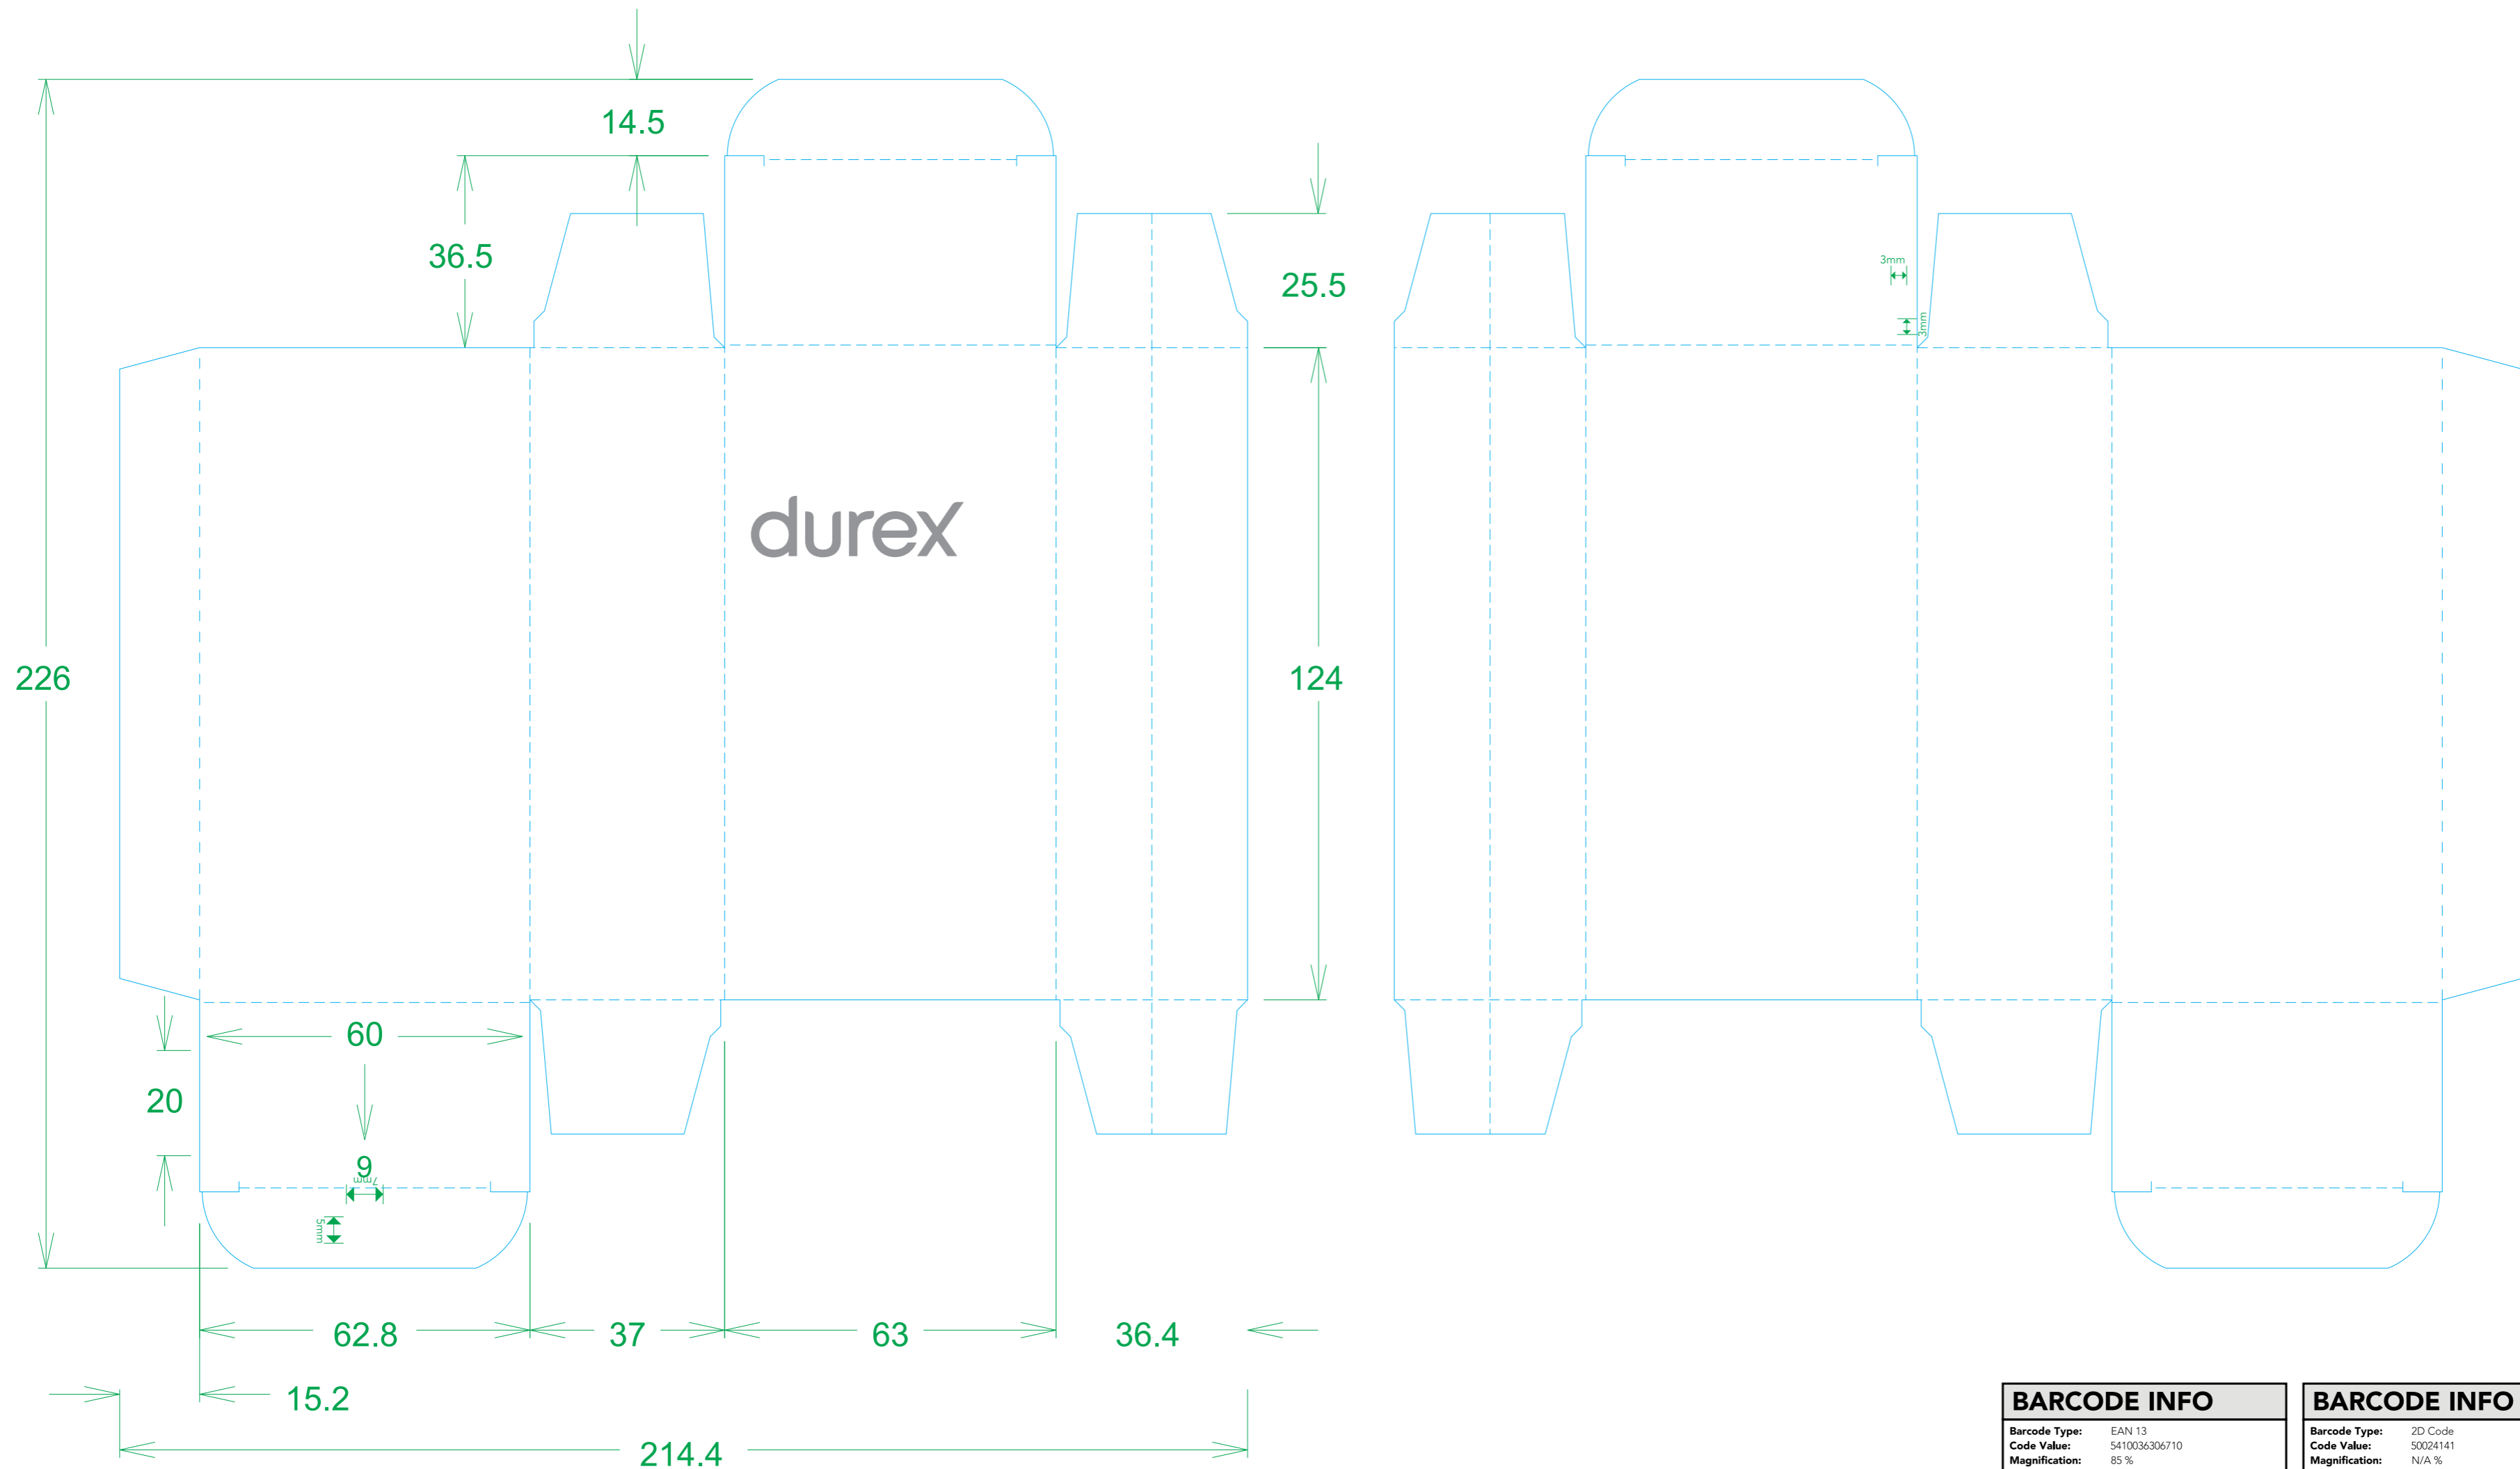 14.5
36.5
25.5
3mm
3mm
durex
226
124
60
20
9
7mm
5mm
62.8
37
63
36.4
15.2
214.4
BARCODE INFO
Barcode Type: EAN 13
Code Value: 5410036306710
Magnification: 85 %
BARCODE INFO
Barcode Type: 2D Code
Code Value: 50024141
Magnification: N/A %